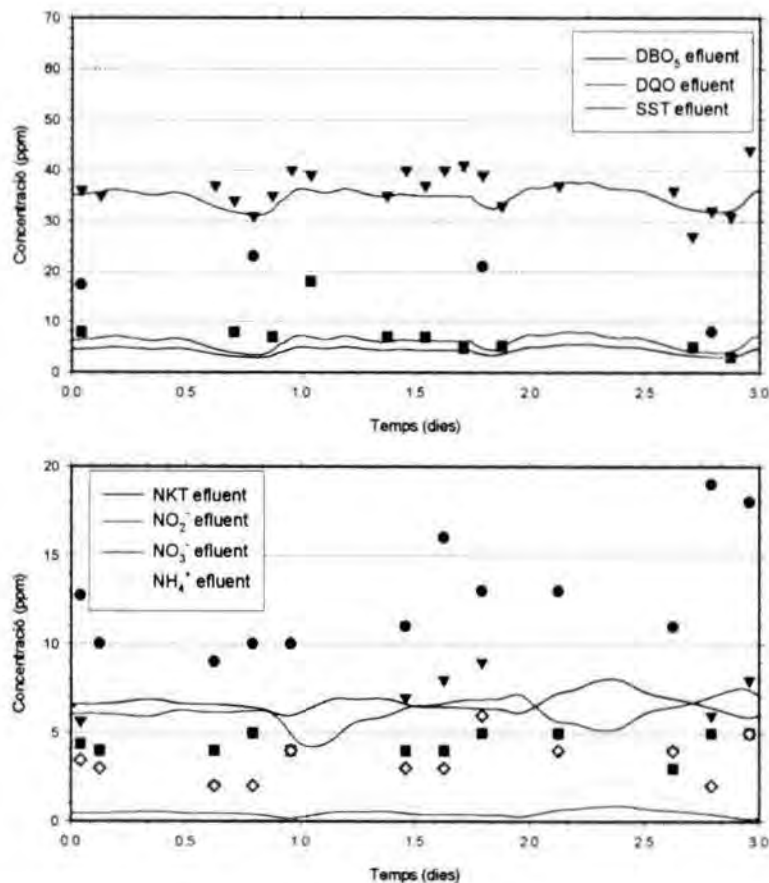 70
60
50
40
30
20
10
0
Concentració (ppm)
DBO₅ efluent
DQO efluent
SST efluent
0.0 0.5 1.0 1.5 2.0 2.5 3.0
Temps (dies)
20
15
10
5
0
Concentració (ppm)
NKT efluent
NO₂⁻ efluent
NO₃⁻ efluent
NH₄⁺ efluent
0.0 0.5 1.0 1.5 2.0 2.5 3.0
Temps (dies)